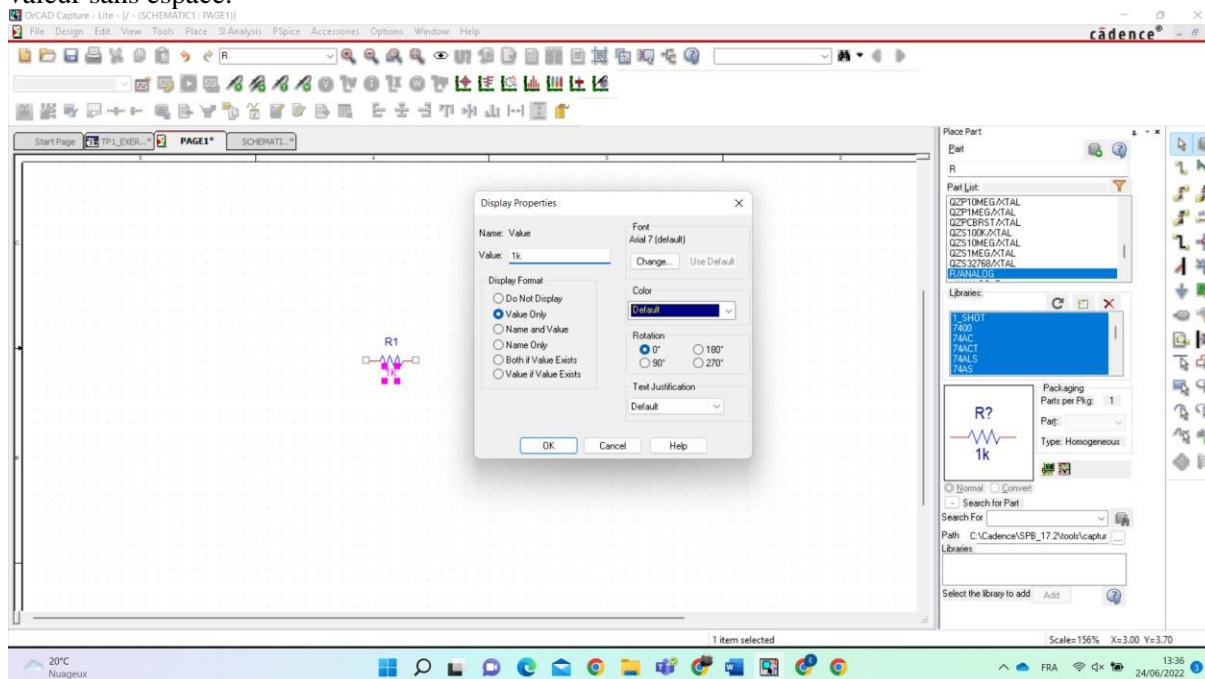 valeur sans espace.
OrCAD Capture - Lite - [/ - (SCHEMATIC1 : PAGE1)]
File Design Edit View Tools Place SI Analysis PSpice Accessories Options Window Help
cādence®
R
Start Page TP1_EXER...* PAGE1* SCHEMATI...*
5 4 3 2
R1
1k
Display Properties
Name: Value
Value: 1k
Display Format
Do Not Display
Value Only
Name and Value
Name Only
Both if Value Exists
Value if Value Exists
Font
Arial 7 (default)
Change... Use Default
Color
Default
Rotation
0° 180°
90° 270°
Text Justification
Default
OK Cancel Help
Place Part
Part
R
Part List:
QZP10MEG/XTAL
QZP1MEG/XTAL
QZPCBRST/XTAL
QZS100K/XTAL
QZS10MEG/XTAL
QZS1MEG/XTAL
QZS32768/XTAL
R/ANALOG
Libraries:
1_SHOT
7400
74AC
74ACT
74ALS
74AS
R?
1k
Packaging
Parts per Pkg: 1
Part:
Type: Homogeneous
Normal Convert
Search for Part
Search For
Path C:\Cadence\SPB_17.2\tools\captur ...
Libraries
Select the library to add Add
1 item selected Scale=156% X=3.00 Y=3.70
20°C
Nuageux
FRA
13:36
24/06/2022
3